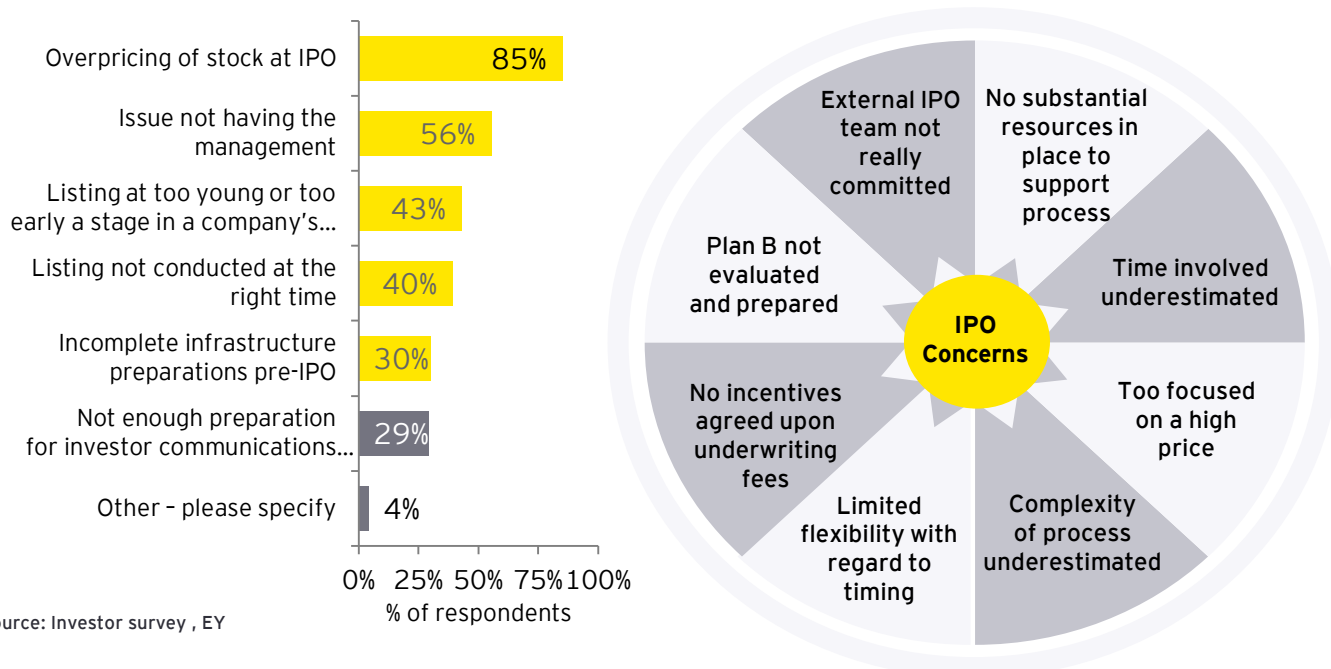 Overpricing of stock at IPO
85%
Issue not having the
management
56%
Listing at too young or too
early a stage in a company's...
43%
Listing not conducted at the
right time
40%
Incomplete infrastructure
preparations pre-IPO
30%
Not enough preparation
for investor communications...
29%
Other – please specify
4%
0% 25% 50% 75% 100%
% of respondents
urce: Investor survey , EY
External IPO
team not
really
committed
No substantial
resources in
place to
support
process
Time involved
underestimated
Too focused
on a high
price
Complexity
of process
underestimated
Limited
flexibility with
regard to
timing
No incentives
agreed upon
underwriting
fees
Plan B not
evaluated
and prepared
IPO
Concerns